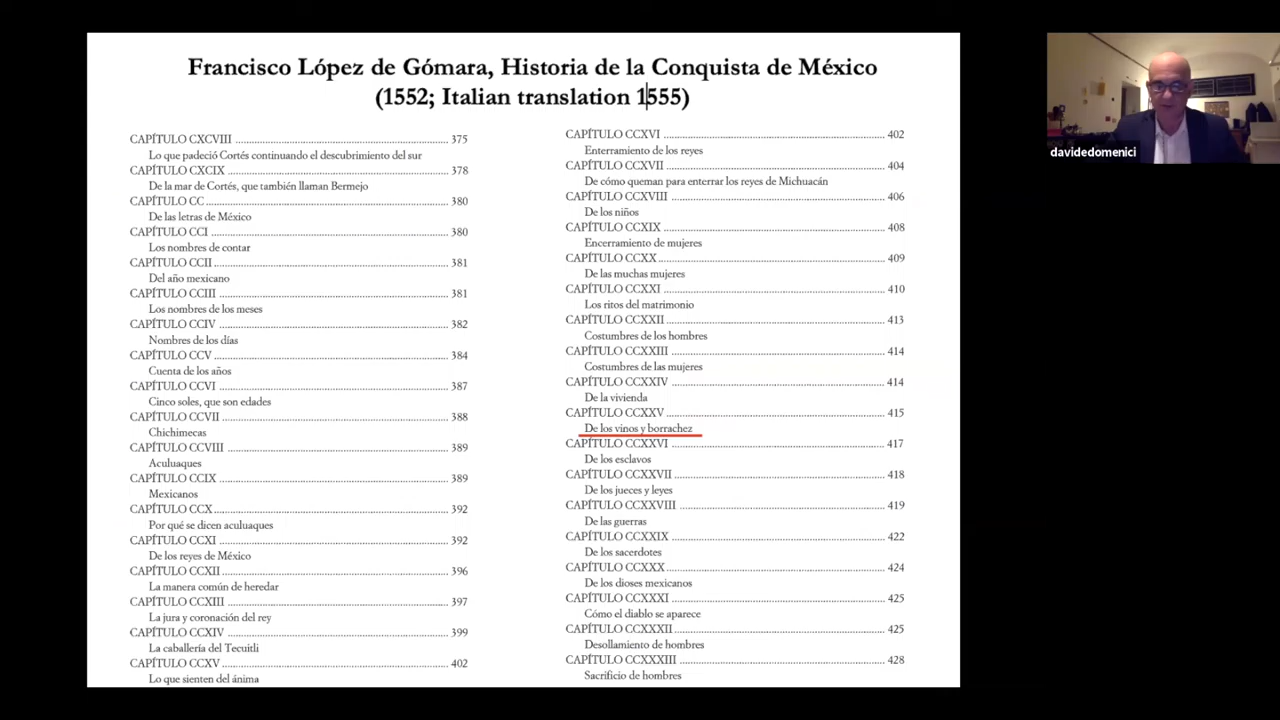 Francisco López de Gómara, Historia de la Conquista de México
(1552; Italian translation 1555)
CAPÍTULO CXCVIII ........ 375
Lo que padeció Cortés continuando el descubrimiento del sur
CAPÍTULO CXCIX ........ 378
De la mar de Cortés, que también llaman Bermejo
CAPÍTULO CC ........ 380
De las letras de México
CAPÍTULO CCI ........ 380
Los nombres de contar
CAPÍTULO CCII ........ 381
Del año mexicano
CAPÍTULO CCIII ........ 381
Los nombres de los meses
CAPÍTULO CCIV ........ 382
Nombres de los días
CAPÍTULO CCV ........ 384
Cuenta de los años
CAPÍTULO CCVI ........ 387
Cinco soles, que son edades
CAPÍTULO CCVII ........ 388
Chichimecas
CAPÍTULO CCVIII ........ 389
Aculuaques
CAPÍTULO CCIX ........ 389
Mexicanos
CAPÍTULO CCX ........ 392
Por qué se dicen aculuaques
CAPÍTULO CCXI ........ 392
De los reyes de México
CAPÍTULO CCXII ........ 396
La manera común de heredar
CAPÍTULO CCXIII ........ 397
La jura y coronación del rey
CAPÍTULO CCXIV ........ 399
La caballería del Tecuitli
CAPÍTULO CCXV ........ 402
Lo que sienten del ánima
CAPÍTULO CCXVI ........ 402
Enterramiento de los reyes
CAPÍTULO CCXVII ........ 404
De cómo queman para enterrar los reyes de Michuacán
CAPÍTULO CCXVIII ........ 406
De los niños
CAPÍTULO CCXIX ........ 408
Encerramiento de mujeres
CAPÍTULO CCXX ........ 409
De las muchas mujeres
CAPÍTULO CCXXI ........ 410
Los ritos del matrimonio
CAPÍTULO CCXXII ........ 413
Costumbres de los hombres
CAPÍTULO CCXXIII ........ 414
Costumbres de las mujeres
CAPÍTULO CCXXIV ........ 414
De la vivienda
CAPÍTULO CCXXV ........ 415
De los vinos y borrachez
CAPÍTULO CCXXVI ........ 417
De los esclavos
CAPÍTULO CCXXVII ........ 418
De los jueces y leyes
CAPÍTULO CCXXVIII ........ 419
De las guerras
CAPÍTULO CCXXIX ........ 422
De los sacerdotes
CAPÍTULO CCXXX ........ 424
De los dioses mexicanos
CAPÍTULO CCXXXI ........ 425
Cómo el diablo se aparece
CAPÍTULO CCXXXII ........ 425
Desollamiento de hombres
CAPÍTULO CCXXXIII ........ 428
Sacrificio de hombres
davidedomenici